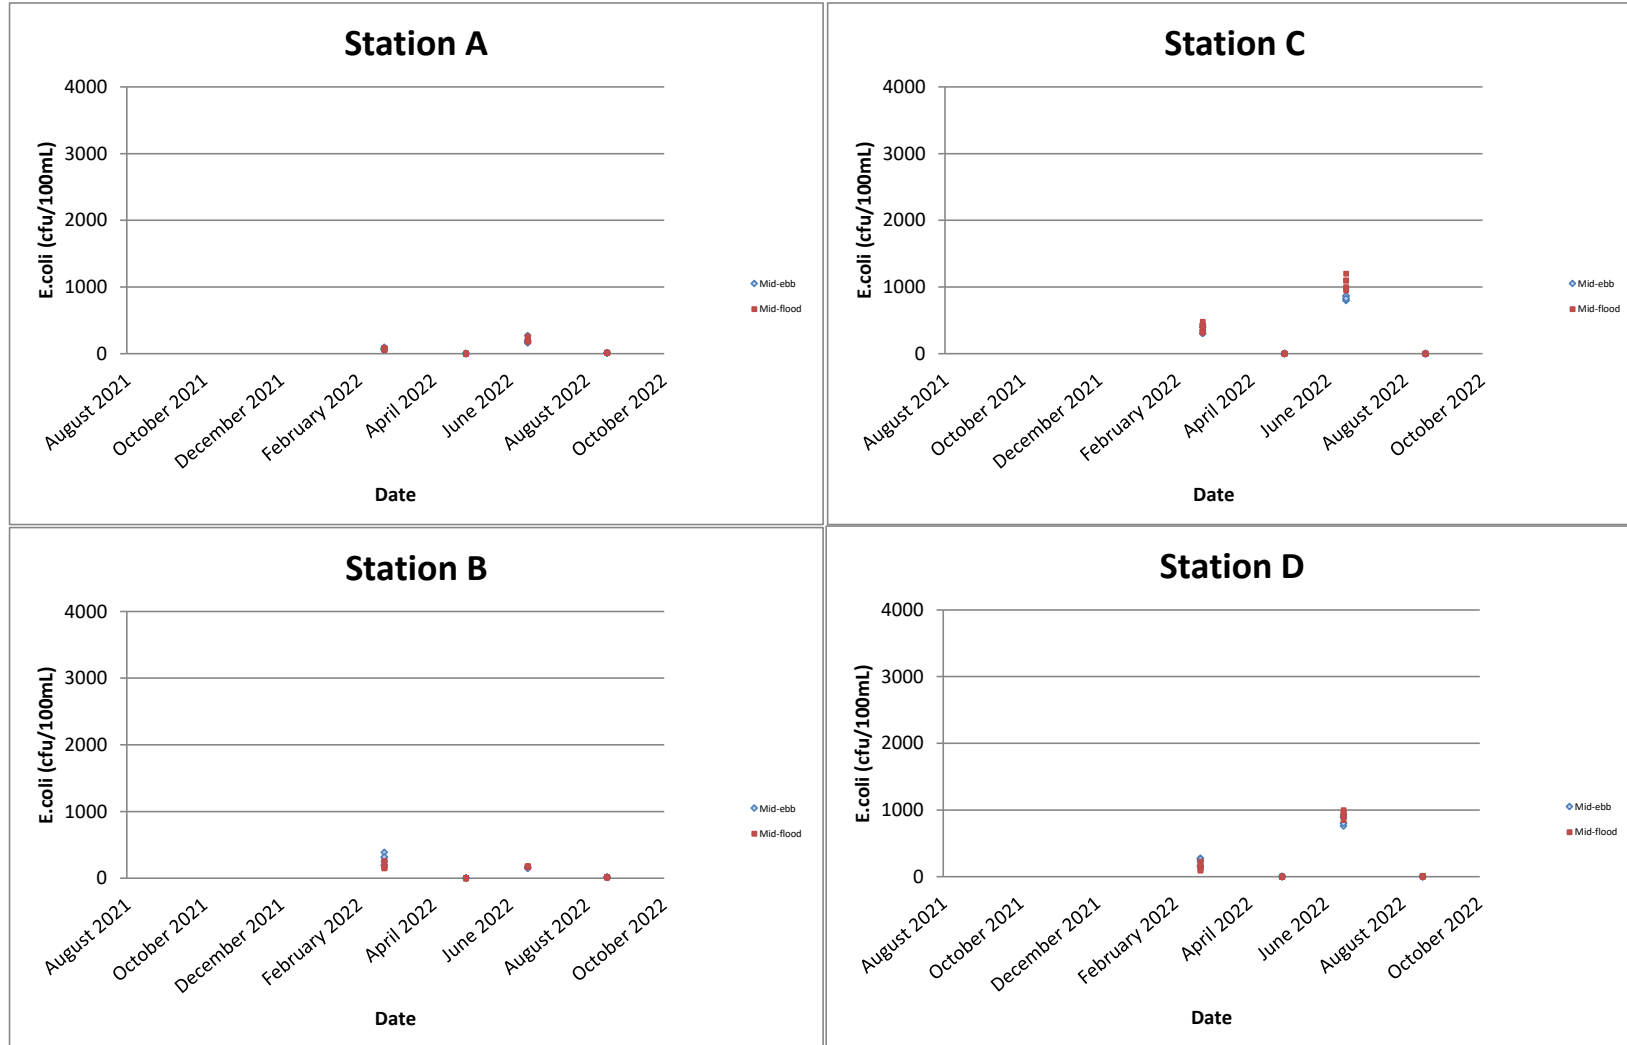 Station A
4000
3000
2000
1000
0
E.coli (cfu/100mL)
August 2021
October 2021
December 2021
February 2022
April 2022
June 2022
August 2022
October 2022
Date
Mid-ebb
Mid-flood
Station C
4000
3000
2000
1000
0
E.coli (cfu/100mL)
August 2021
October 2021
December 2021
February 2022
April 2022
June 2022
August 2022
October 2022
Date
Mid-ebb
Mid-flood
Station B
4000
3000
2000
1000
0
E.coli (cfu/100mL)
August 2021
October 2021
December 2021
February 2022
April 2022
June 2022
August 2022
October 2022
Date
Mid-ebb
Mid-flood
Station D
4000
3000
2000
1000
0
E.coli (cfu/100mL)
August 2021
October 2021
December 2021
February 2022
April 2022
June 2022
August 2022
October 2022
Date
Mid-ebb
Mid-flood